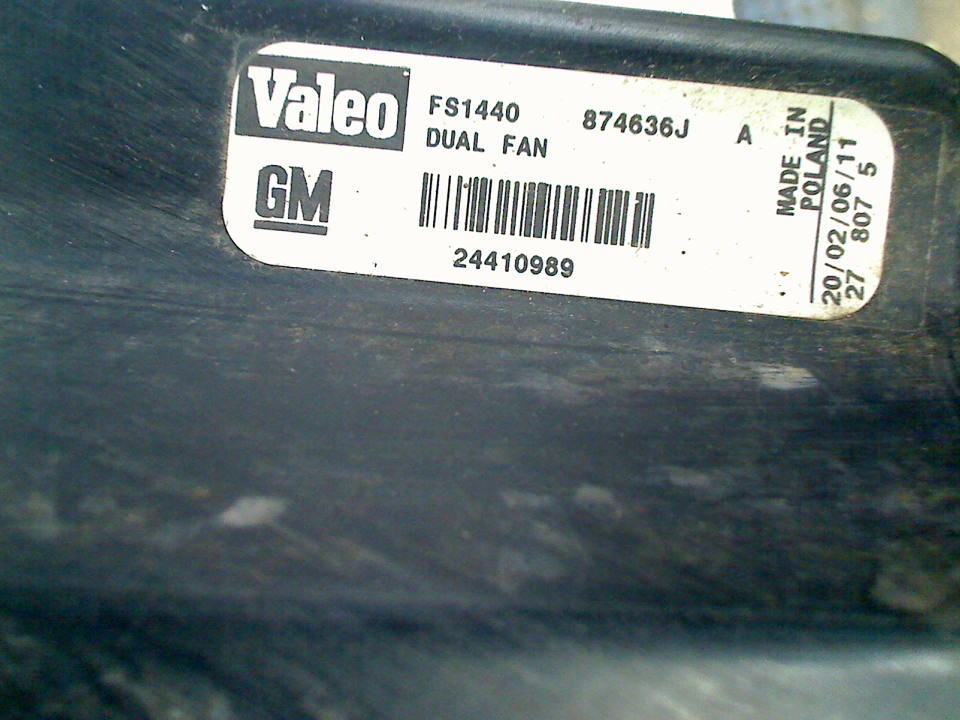 Valeo
FS1440 874636J A
DUAL FAN
GM
24410989
MADE IN
POLAND
20/02/06/11
27 807 5